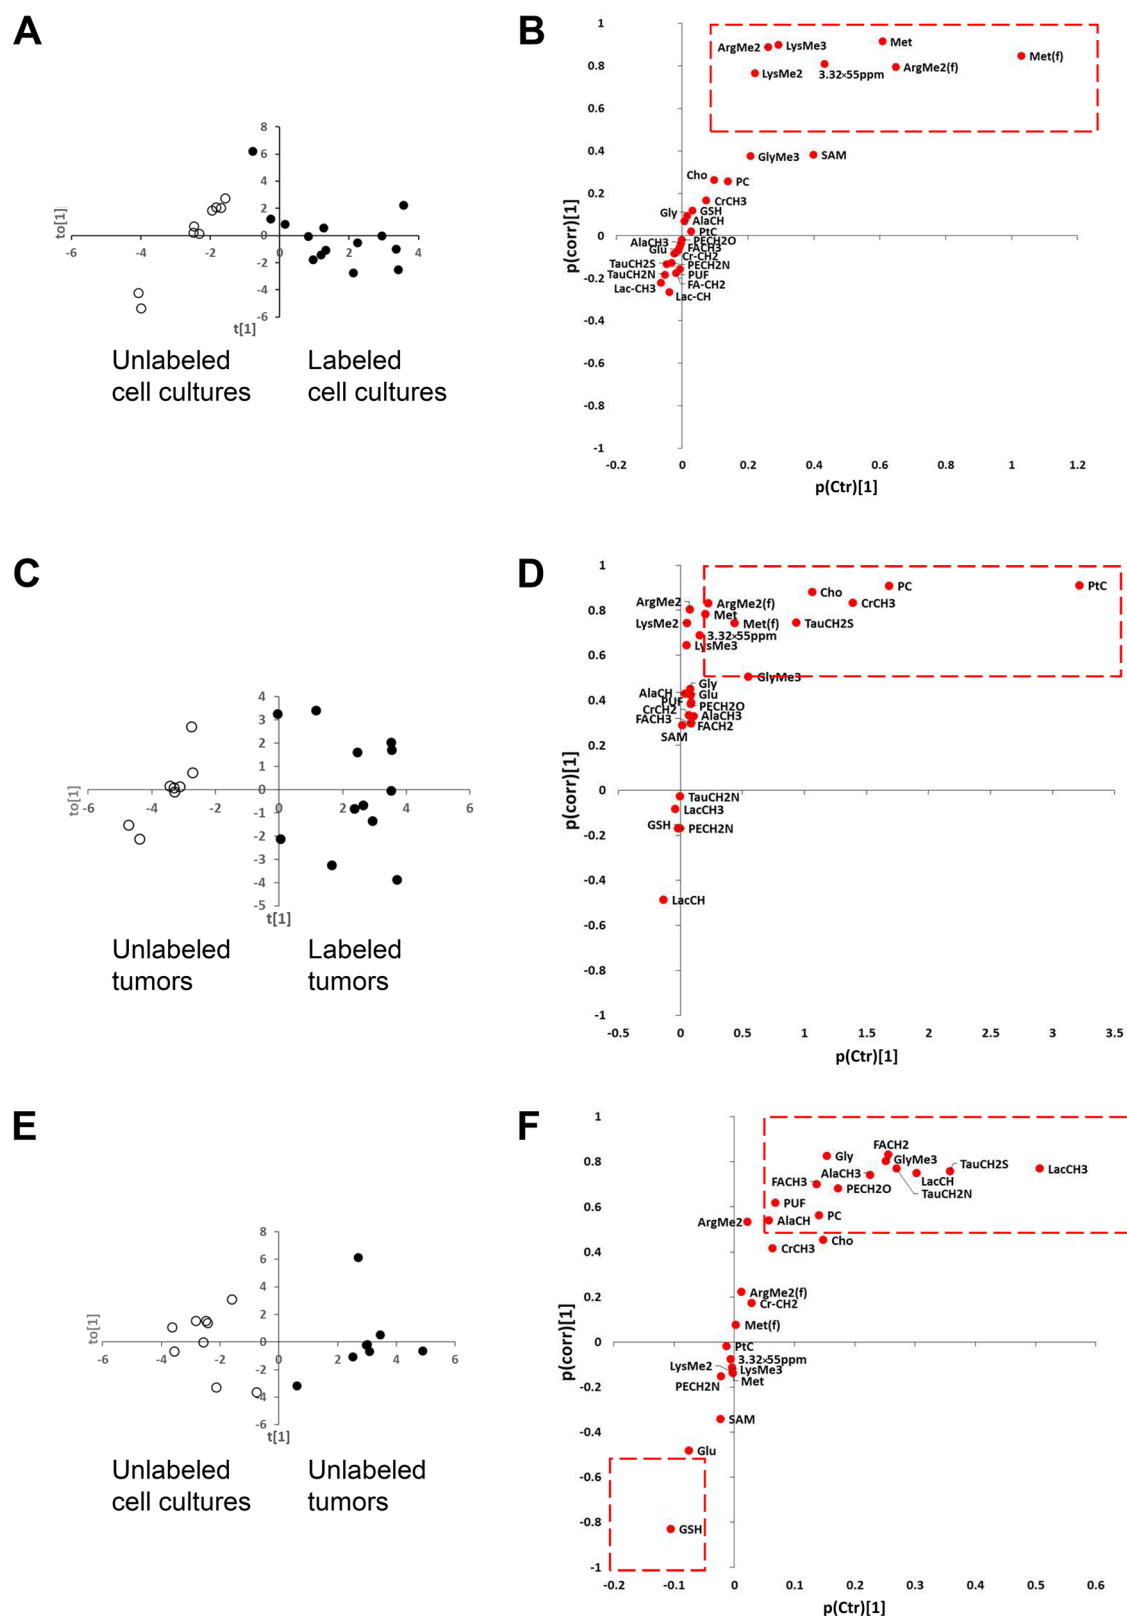 A
8
6
4
2
0
-2
-4
-6
-6
-4
-2
0
2
4
to[1]
t[1]
Unlabeled
cell cultures
Labeled
cell cultures
B
1
0.8
0.6
0.4
0.2
0
-0.2
-0.4
-0.6
-0.8
-1
p(corr)[1]
ArgMe2
LysMe3
Met
Met(f)
LysMe2
3.32×55ppm
ArgMe2(f)
GlyMe3
SAM
Cho
PC
CrCH3
Gly
GSH
AlaCH
PtC
AlaCH3
PECH2O
Glu
FACH3
Cr-CH2
TauCH2S
PECH2N
TauCH2N
PUF
Lac-CH3
FA-CH2
Lac-CH
-0.2
0
0.2
0.4
0.6
0.8
1
1.2
p(Ctr)[1]
C
4
3
2
1
0
-1
-2
-3
-4
-5
-6
-4
-2
0
2
4
6
to[1]
t[1]
Unlabeled
tumors
Labeled
tumors
D
1
0.8
0.6
0.4
0.2
0
-0.2
-0.4
-0.6
-0.8
-1
p(corr)[1]
Cho
PC
PtC
ArgMe2
ArgMe2(f)
CrCH3
Met
LysMe2
Met(f)
TauCH2S
3.32×55ppm
LysMe3
GlyMe3
Gly
AlaCH
Glu
PUF
PECH2O
CrCH2
AlaCH3
FACH3
FACH2
SAM
TauCH2N
LacCH3
GSH
PECH2N
LacCH
-0.5
0
0.5
1
1.5
2
2.5
3
3.5
p(Ctr)[1]
E
8
6
4
2
0
-2
-4
-6
-6
-4
-2
0
2
4
6
to[1]
t[1]
Unlabeled
cell cultures
Unlabeled
tumors
F
1
0.8
0.6
0.4
0.2
0
-0.2
-0.4
-0.6
-0.8
-1
p(corr)[1]
FACH2
Gly
GlyMe3
TauCH2S
LacCH3
AlaCH3
LacCH
FACH3
PECH2O
TauCH2N
PUF
ArgMe2
AlaCH
PC
CrCH3
Cho
ArgMe2(f)
Cr-CH2
Met(f)
PtC
3.32×55ppm
LysMe2
LysMe3
PECH2N
Met
SAM
Glu
GSH
-0.2
-0.1
0
0.1
0.2
0.3
0.4
0.5
0.6
p(Ctr)[1]